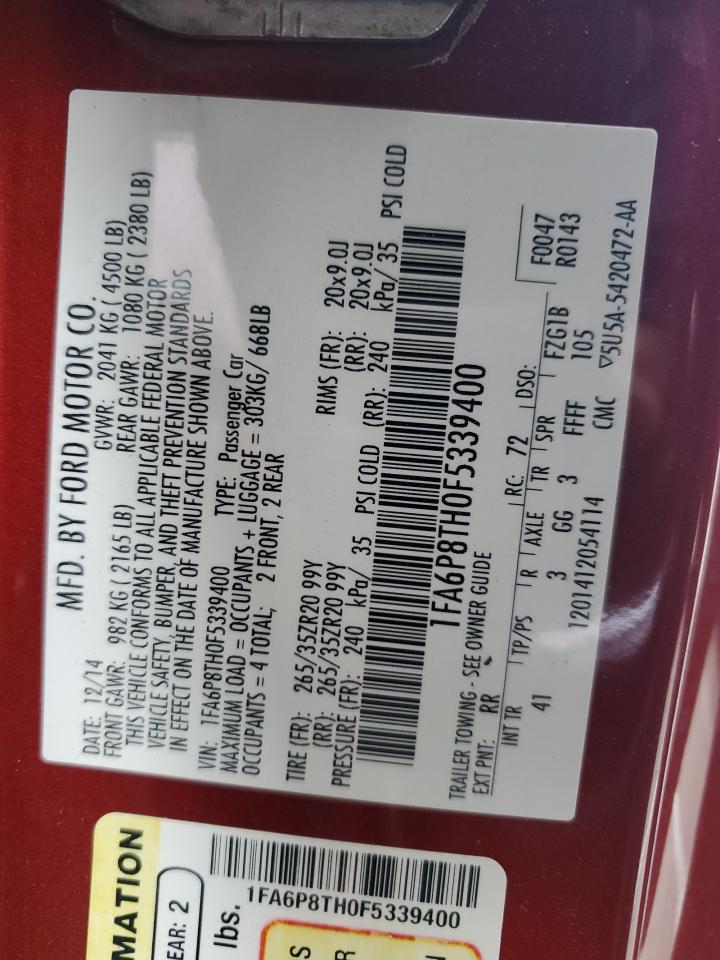 MFD. BY FORD MOTOR CO.
DATE: 12/14 GVWR: 2041 KG ( 4500 LB)
FRONT GAWR: 982 KG ( 2165 LB) REAR GAWR: 1080 KG ( 2380 LB)
THIS VEHICLE CONFORMS TO ALL APPLICABLE FEDERAL MOTOR
VEHICLE SAFETY, BUMPER, AND THEFT PREVENTION STANDARDS
IN EFFECT ON THE DATE OF MANUFACTURE SHOWN ABOVE.
VIN: 1FA6P8TH0F5339400 TYPE: Passenger Car
MAXIMUM LOAD = OCCUPANTS + LUGGAGE = 303KG/ 668LB
OCCUPANTS = 4 TOTAL; 2 FRONT, 2 REAR
TIRE (FR): 265/35ZR20 99Y RIMS (FR): 20x9.0J
(RR): 265/35ZR20 99Y (RR): 20x9.0J
PRESSURE (FR): 240 kPa/ 35 PSI COLD (RR): 240 kPa/ 35 PSI COLD
1FA6P8TH0F5339400
TRAILER TOWING - SEE OWNER GUIDE
EXT PNT: RR RC: 72 DSO: F0047
INT TR TP/PS R AXLE TR SPR R0143
41 3 GG 3 FFFF FZG1B
105
1201412054114 CMC ▽5U5A-5420472-AA
MATION
EAR: 2
lbs.
1FA6P8TH0F5339400
S
R
N